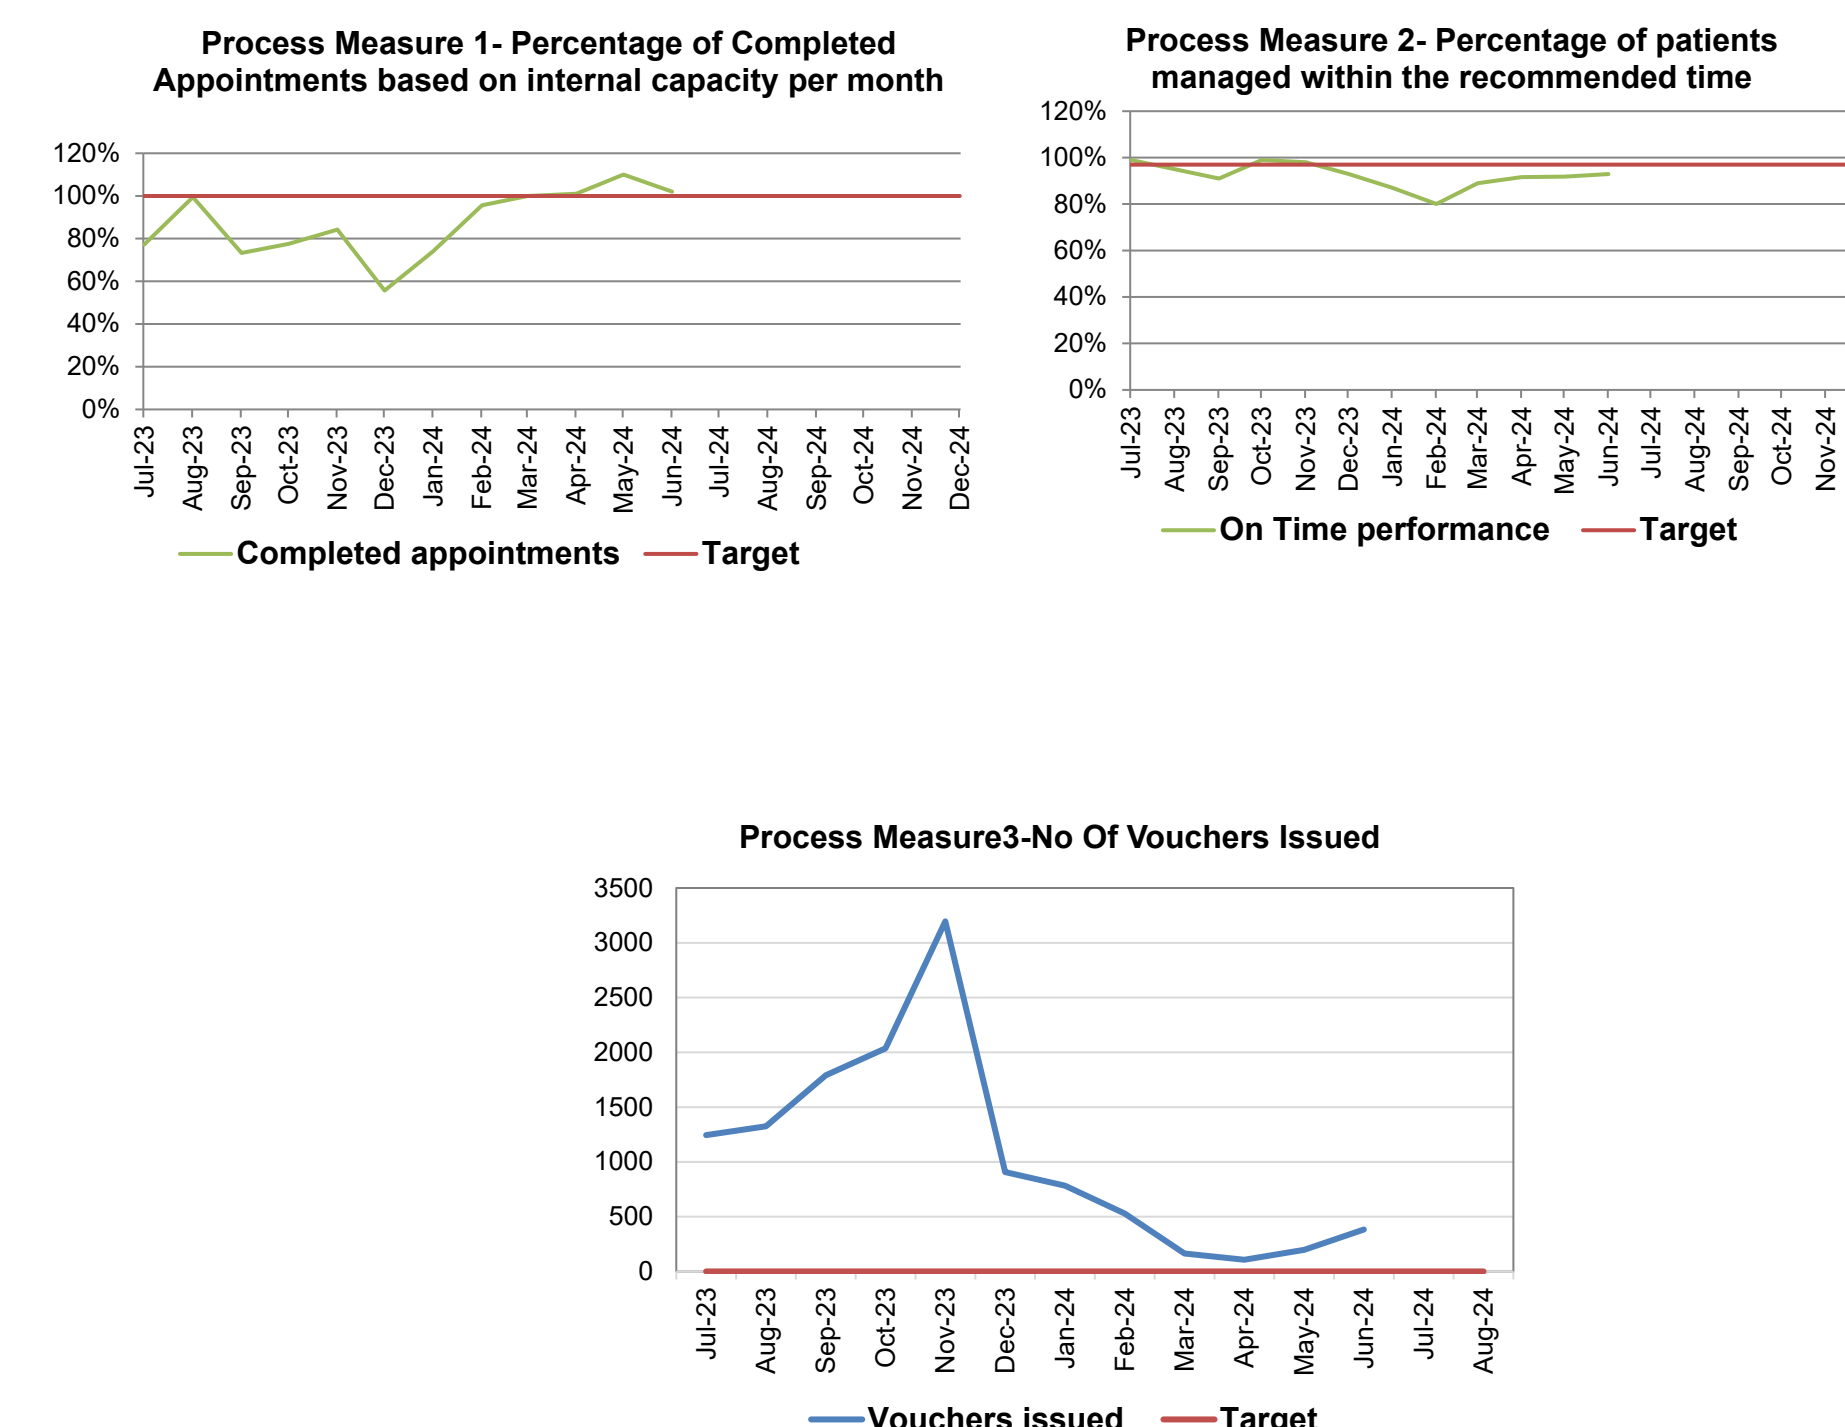 Process Measure 1- Percentage of Completed
Appointments based on internal capacity per month
120%
100%
80%
60%
40%
20%
0%
Jul-23
Aug-23
Sep-23
Oct-23
Nov-23
Dec-23
Jan-24
Feb-24
Mar-24
Apr-24
May-24
Jun-24
Jul-24
Aug-24
Sep-24
Oct-24
Nov-24
Dec-24
Completed appointments Target
Process Measure 2- Percentage of patients
managed within the recommended time
120%
100%
80%
60%
40%
20%
0%
Jul-23
Aug-23
Sep-23
Oct-23
Nov-23
Dec-23
Jan-24
Feb-24
Mar-24
Apr-24
May-24
Jun-24
Jul-24
Aug-24
Sep-24
Oct-24
Nov-24
On Time performance Target
Process Measure3-No Of Vouchers Issued
3500
3000
2500
2000
1500
1000
500
0
Jul-23
Aug-23
Sep-23
Oct-23
Nov-23
Dec-23
Jan-24
Feb-24
Mar-24
Apr-24
May-24
Jun-24
Jul-24
Aug-24
Vouchers issued Target